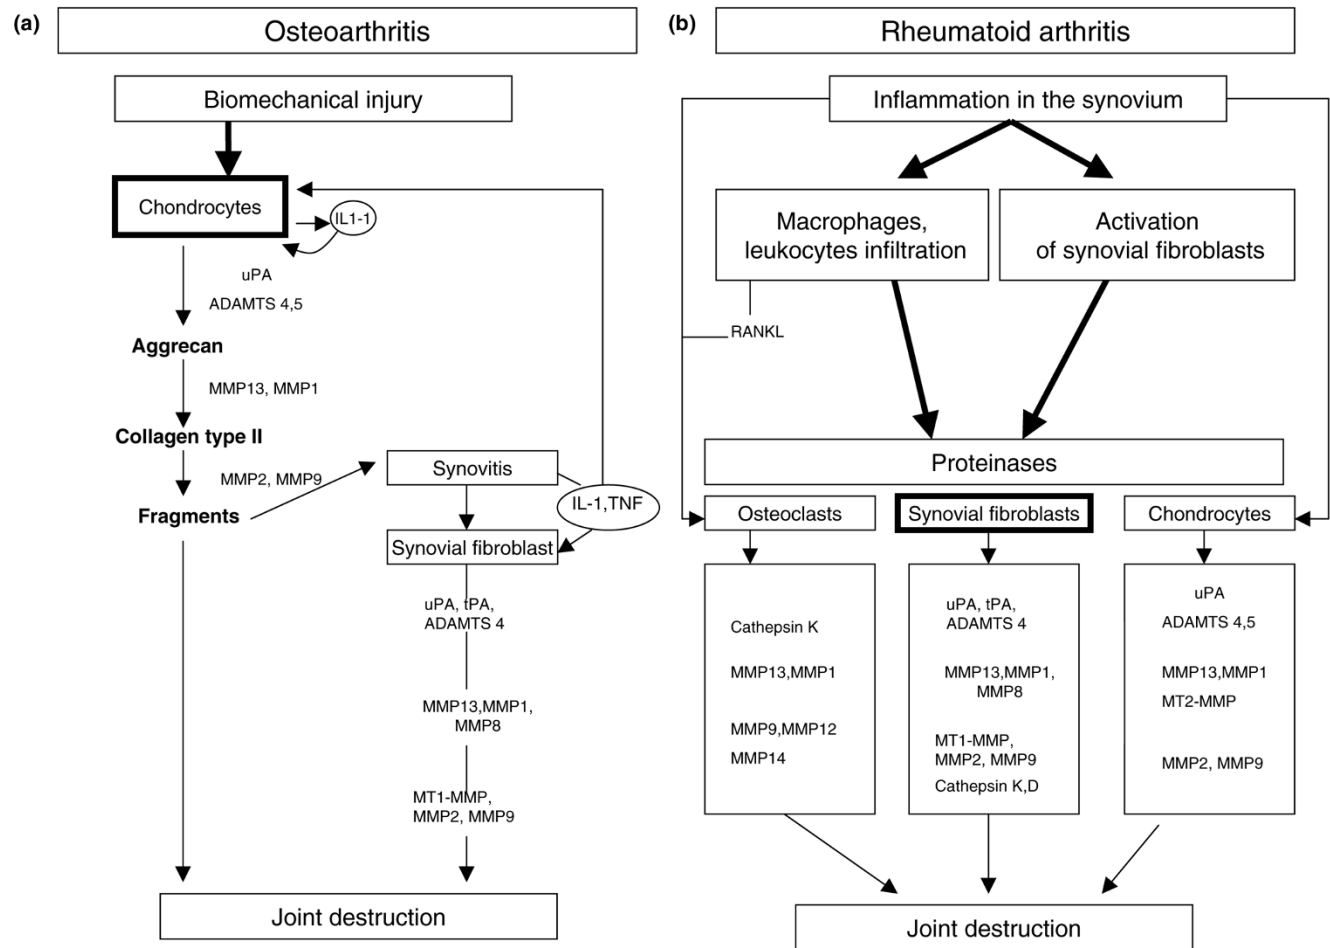 (a)
Osteoarthritis
Biomechanical injury
Chondrocytes
IL1-1
uPA
ADAMTS 4,5
Aggrecan
MMP13, MMP1
Collagen type II
MMP2, MMP9
Fragments
Synovitis
IL-1,TNF
Synovial fibroblast
uPA, tPA,
ADAMTS 4
MMP13,MMP1,
MMP8
MT1-MMP,
MMP2, MMP9
Joint destruction
(b)
Rheumatoid arthritis
Inflammation in the synovium
Macrophages,
leukocytes infiltration
Activation
of synovial fibroblasts
RANKL
Proteinases
Osteoclasts
Synovial fibroblasts
Chondrocytes
Cathepsin K
MMP13,MMP1
MMP9,MMP12
MMP14
uPA, tPA,
ADAMTS 4
MMP13,MMP1,
MMP8
MT1-MMP,
MMP2, MMP9
Cathepsin K,D
uPA
ADAMTS 4,5
MMP13,MMP1
MT2-MMP
MMP2, MMP9
Joint destruction